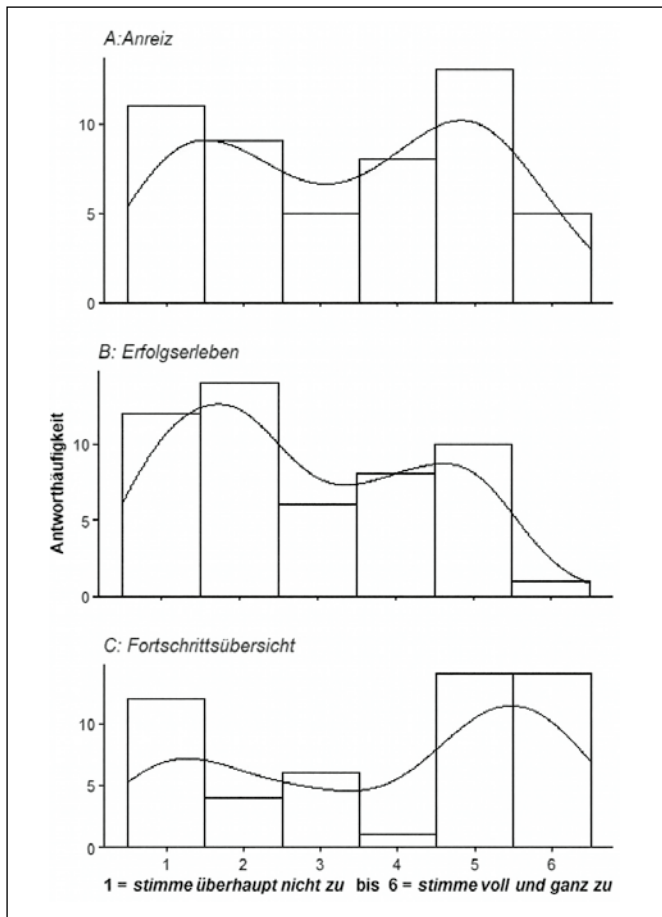 A:Anreiz
10
5
0
B: Erfolgserleben
10
5
0
Antworthäufigkeit
C: Fortschrittsübersicht
10
5
0
1 2 3 4 5 6
1 = stimme überhaupt nicht zu bis 6 = stimme voll und ganz zu